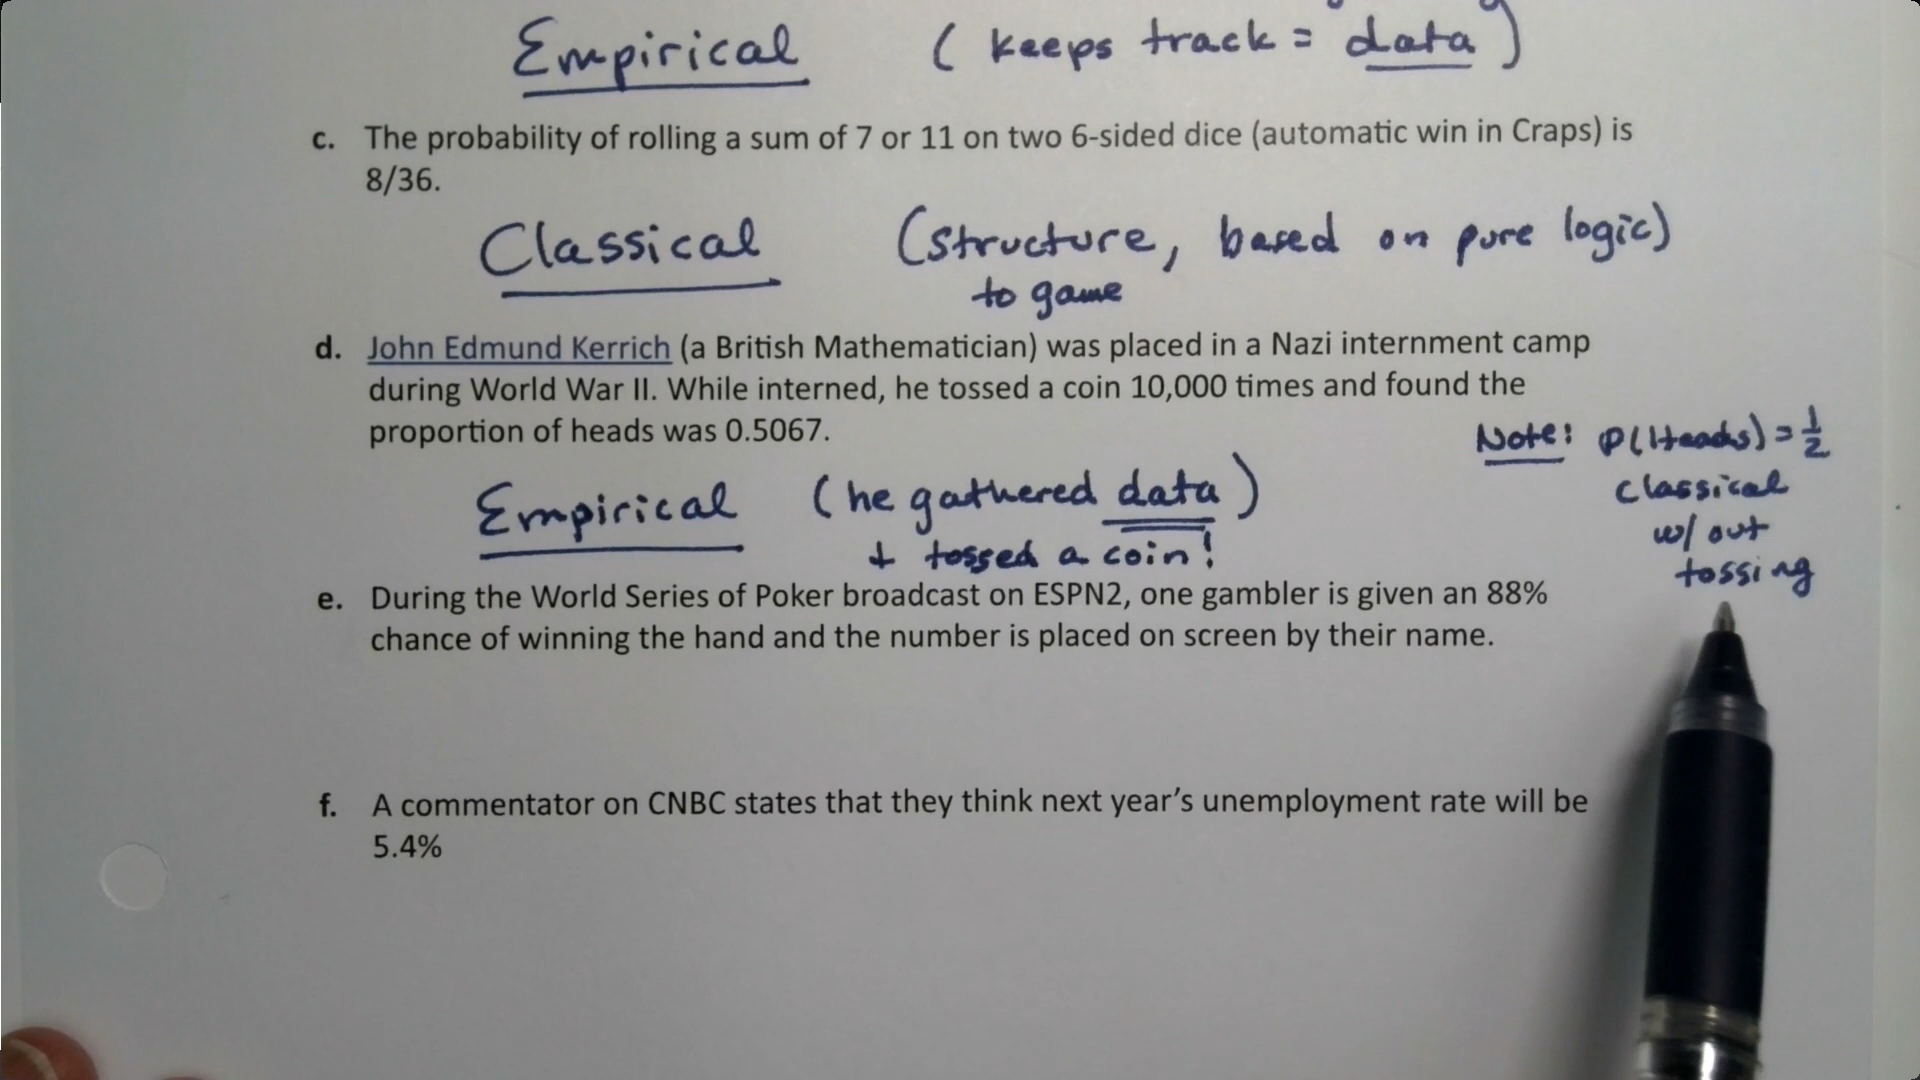 Empirical (keeps track = data)
c. The probability of rolling a sum of 7 or 11 on two 6-sided dice (automatic win in Craps) is
8/36.
Classical (structure, based on pure logic)
to game
d. John Edmund Kerrich (a British Mathematician) was placed in a Nazi internment camp
during World War II. While interned, he tossed a coin 10,000 times and found the
proportion of heads was 0.5067.
Note: P(Heads) = 1/2
classical
w/out
tossing
Empirical (he gathered data)
+ tossed a coin!
e. During the World Series of Poker broadcast on ESPN2, one gambler is given an 88%
chance of winning the hand and the number is placed on screen by their name.
f. A commentator on CNBC states that they think next year’s unemployment rate will be
5.4%